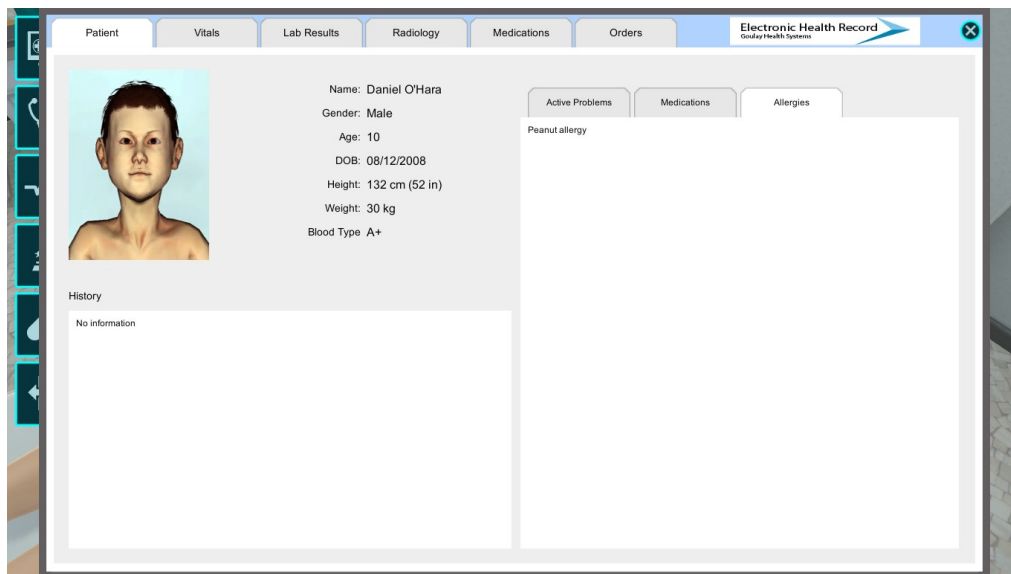 Patient
Vitals
Lab Results
Radiology
Medications
Orders
Electronic Health Record
Goulay Health Systems
Name: Daniel O'Hara
Gender: Male
Age: 10
DOB: 08/12/2008
Height: 132 cm (52 in)
Weight: 30 kg
Blood Type A+
History
No information
Active Problems
Medications
Allergies
Peanut allergy